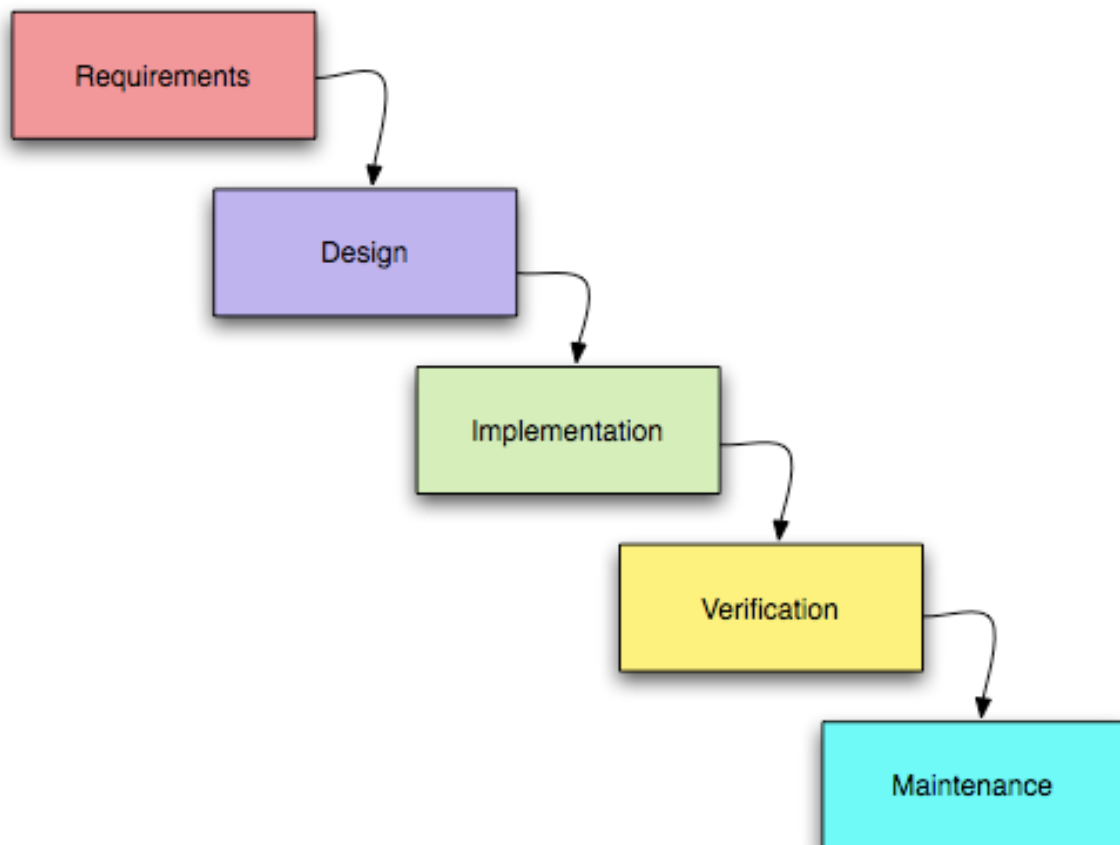 Requirements
Design
Implementation
Verification
Maintenance